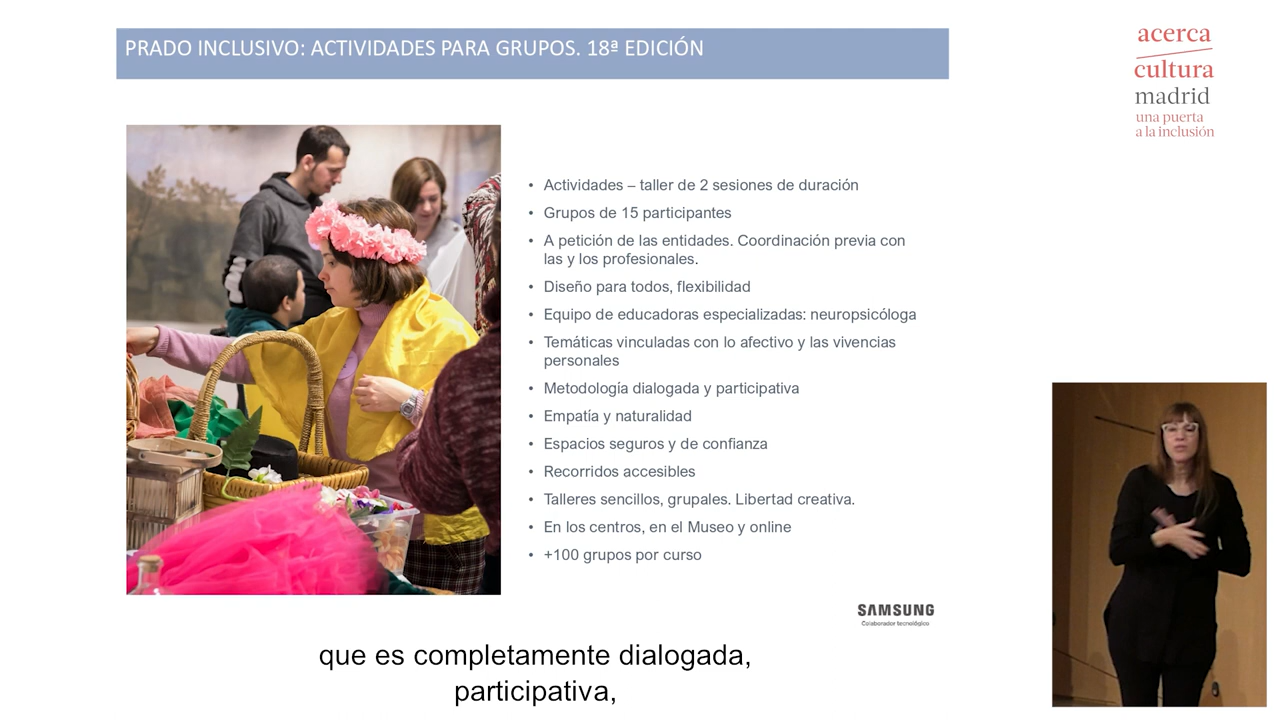 PRADO INCLUSIVO: ACTIVIDADES PARA GRUPOS. 18ª EDICIÓN
acerca
cultura
madrid
una puerta
a la inclusión
• Actividades – taller de 2 sesiones de duración
• Grupos de 15 participantes
• A petición de las entidades. Coordinación previa con
las y los profesionales.
• Diseño para todos, flexibilidad
• Equipo de educadoras especializadas: neuropsicóloga
• Temáticas vinculadas con lo afectivo y las vivencias
personales
• Metodología dialogada y participativa
• Empatía y naturalidad
• Espacios seguros y de confianza
• Recorridos accesibles
• Talleres sencillos, grupales. Libertad creativa.
• En los centros, en el Museo y online
• +100 grupos por curso
SAMSUNG
Colaborador tecnológico
que es completamente dialogada,
participativa,